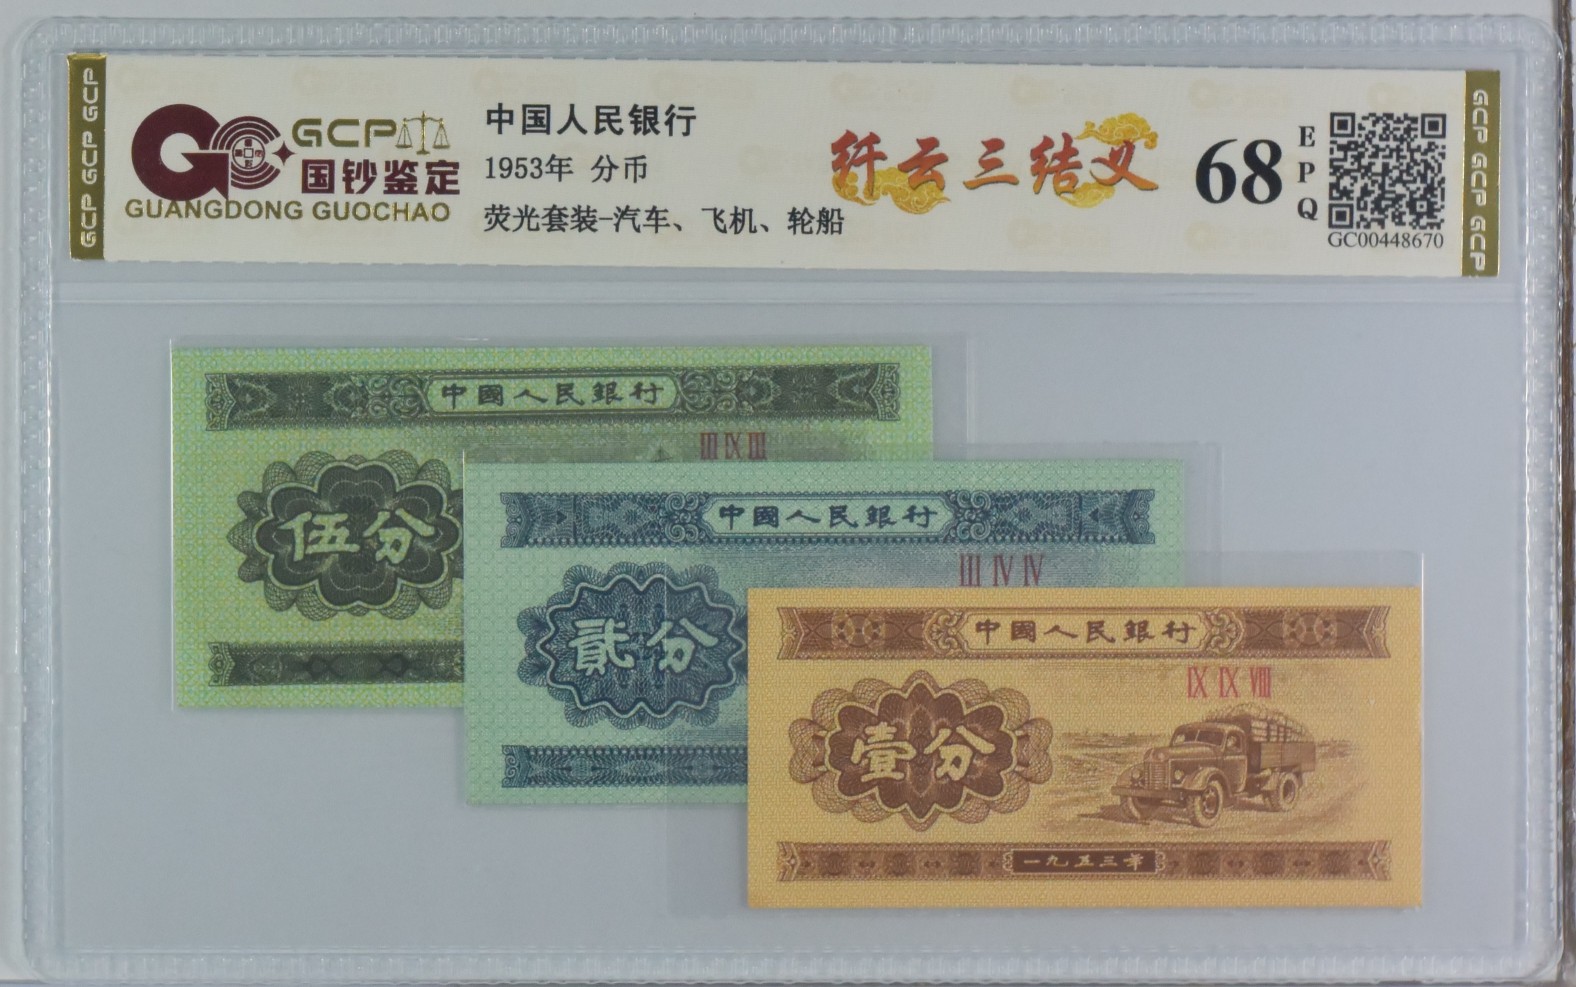 GCP GCP GCP
GCP
国钞鉴定
GUANGDONG GUOCHAO
中国人民银行
1953年 分币
荧光套装-汽车、飞机、轮船
纤云三结义
68
EPQ
GC00448670
GCP GCP GCP
中國人民銀行
III IX III
伍分
中國人民銀行
III IV IV
貳分
中國人民銀行
IX IX VIII
壹分
一九五三年